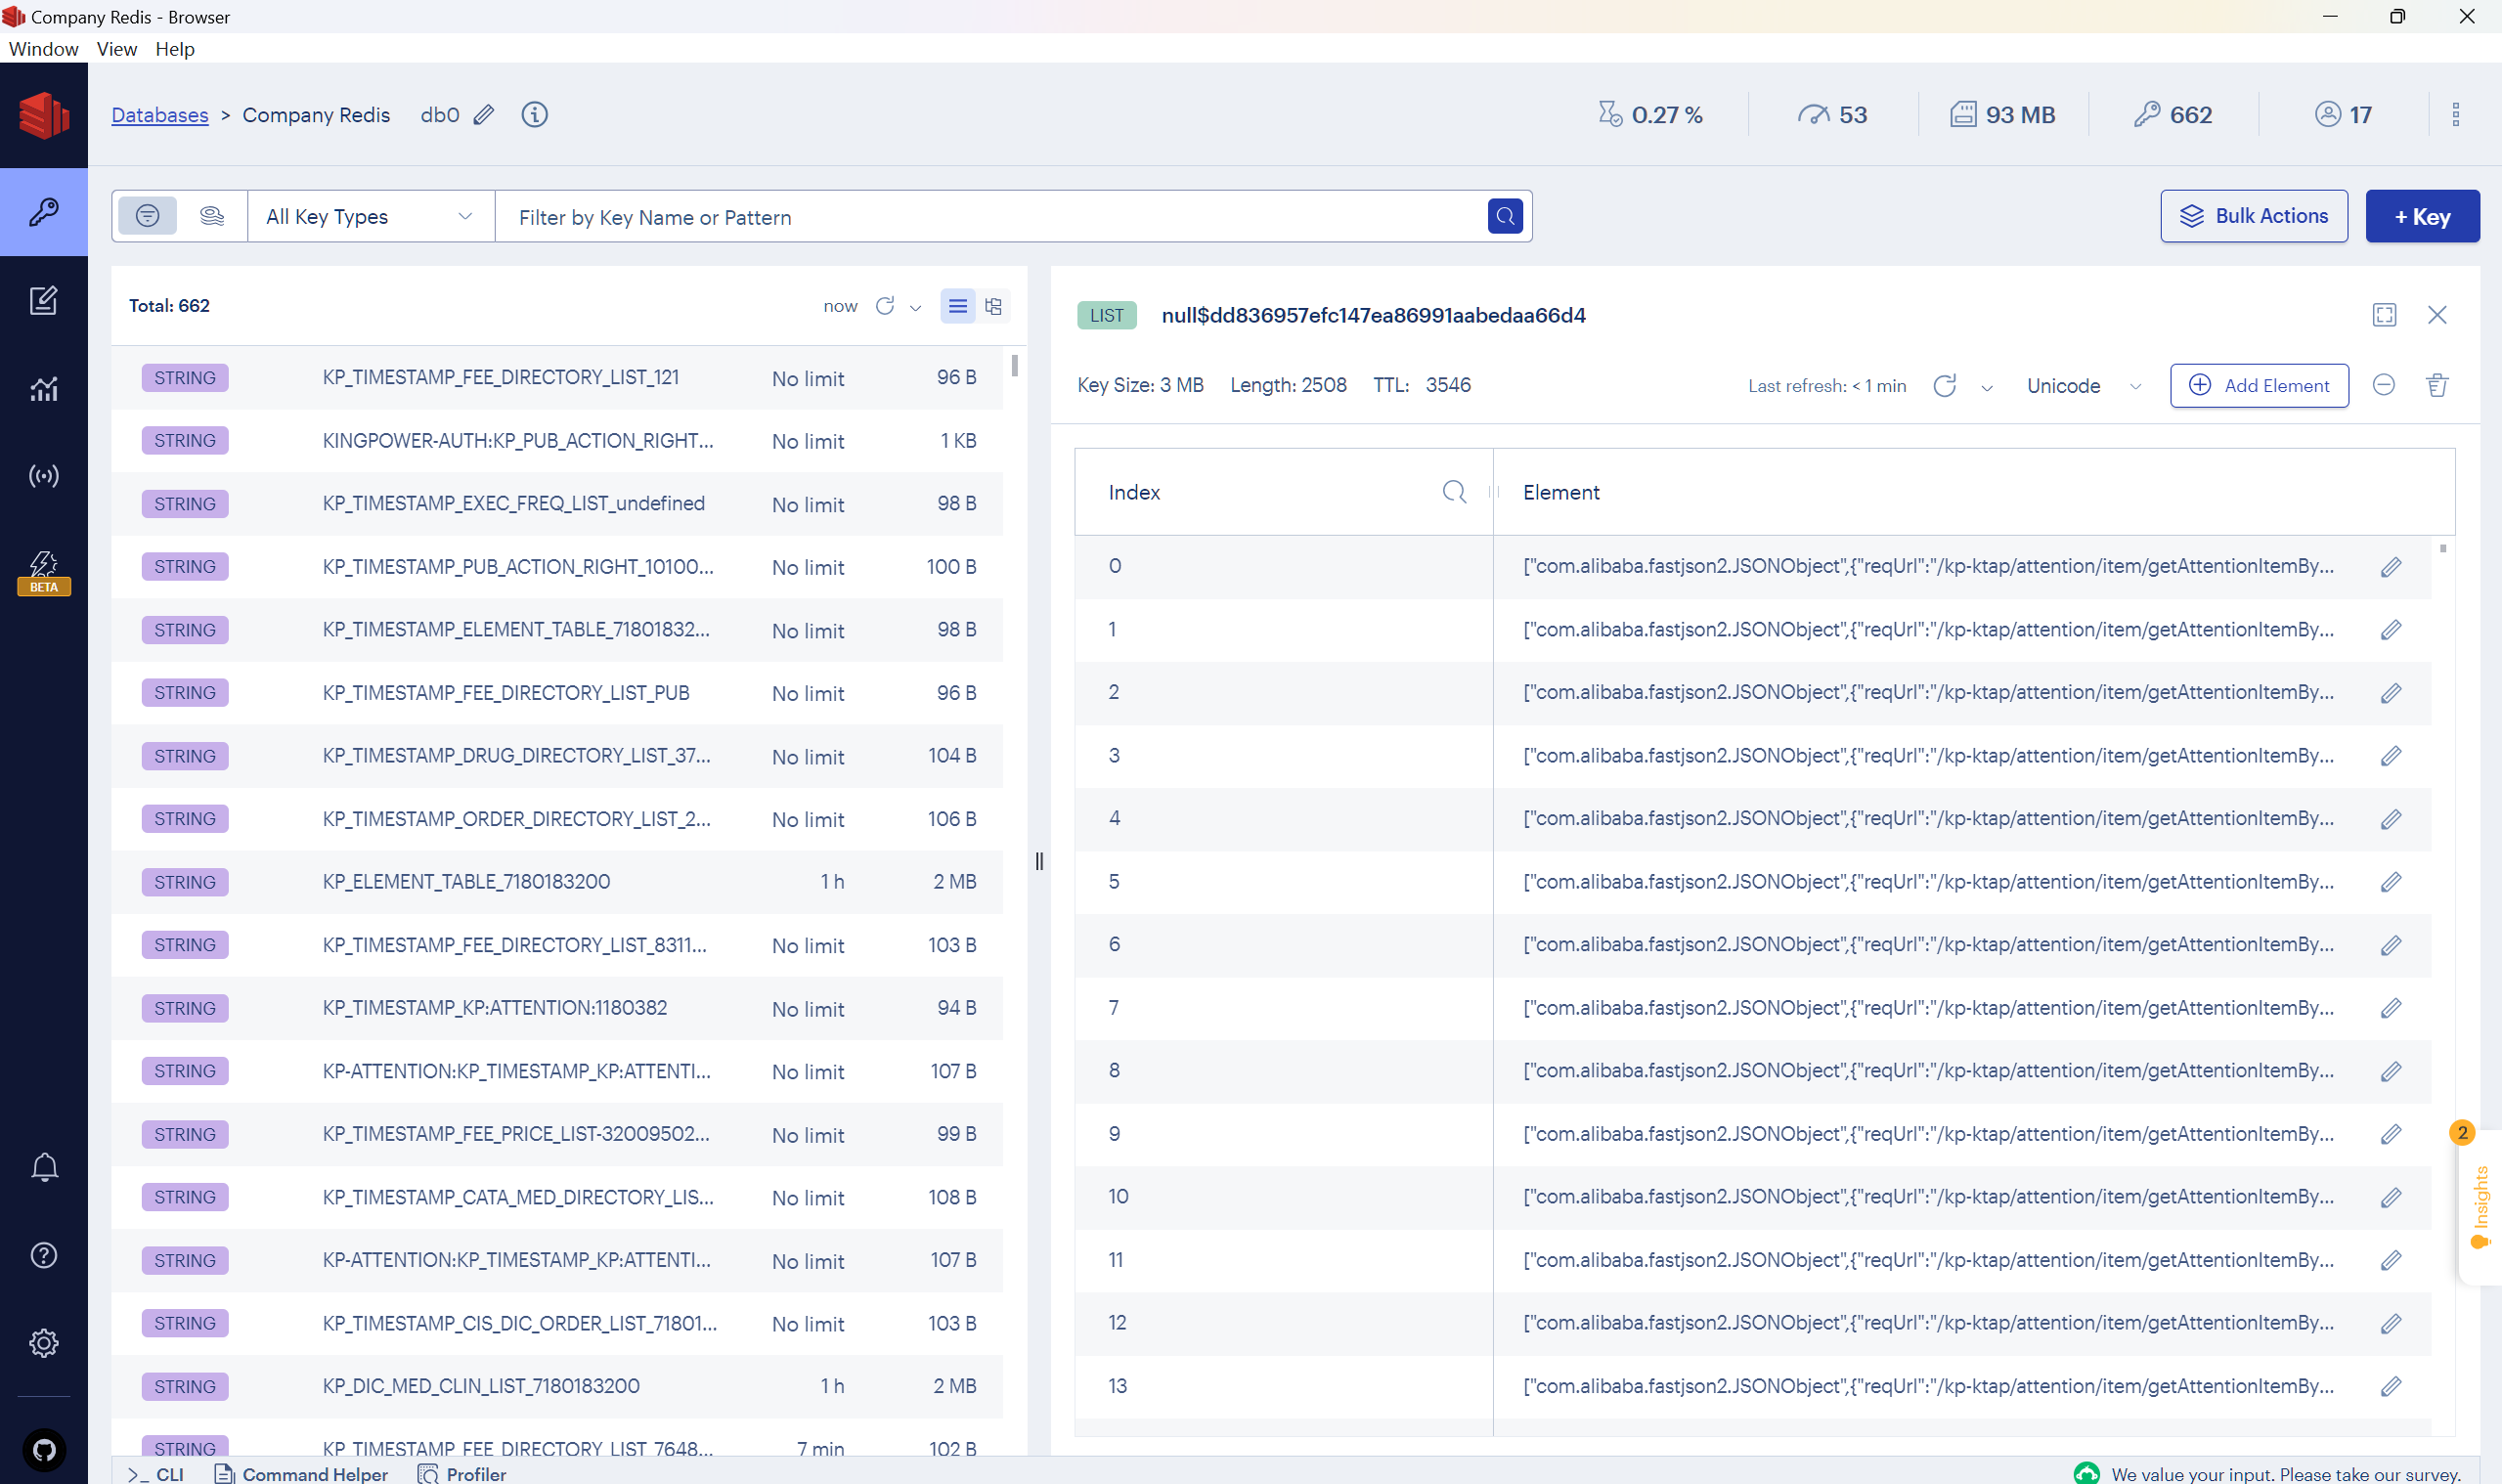 Company Redis - Browser
Window View Help
Databases > Company Redis db0
0.27 % 53 93 MB 662 17
All Key Types Filter by Key Name or Pattern
Bulk Actions + Key
Total: 662 now
STRING KP_TIMESTAMP_FEE_DIRECTORY_LIST_121 No limit 96 B
STRING KINGPOWER-AUTH:KP_PUB_ACTION_RIGHT... No limit 1 KB
STRING KP_TIMESTAMP_EXEC_FREQ_LIST_undefined No limit 98 B
STRING KP_TIMESTAMP_PUB_ACTION_RIGHT_10100... No limit 100 B
STRING KP_TIMESTAMP_ELEMENT_TABLE_71801832... No limit 98 B
STRING KP_TIMESTAMP_FEE_DIRECTORY_LIST_PUB No limit 96 B
STRING KP_TIMESTAMP_DRUG_DIRECTORY_LIST_37... No limit 104 B
STRING KP_TIMESTAMP_ORDER_DIRECTORY_LIST_2... No limit 106 B
STRING KP_ELEMENT_TABLE_7180183200 1 h 2 MB
STRING KP_TIMESTAMP_FEE_DIRECTORY_LIST_8311... No limit 103 B
STRING KP_TIMESTAMP_KP:ATTENTION:1180382 No limit 94 B
STRING KP-ATTENTION:KP_TIMESTAMP_KP:ATTENTI... No limit 107 B
STRING KP_TIMESTAMP_FEE_PRICE_LIST-32009502... No limit 99 B
STRING KP_TIMESTAMP_CATA_MED_DIRECTORY_LIS... No limit 108 B
STRING KP-ATTENTION:KP_TIMESTAMP_KP:ATTENTI... No limit 107 B
STRING KP_TIMESTAMP_CIS_DIC_ORDER_LIST_71801... No limit 103 B
STRING KP_DIC_MED_CLIN_LIST_7180183200 1 h 2 MB
STRING KP_TIMESTAMP_FEE_DIRECTORY_LIST_7648... 7 min 102 B
LIST null$dd836957efc147ea86991aabedaa66d4
Key Size: 3 MB Length: 2508 TTL: 3546 Last refresh: < 1 min Unicode Add Element
Index Element
0 ["com.alibaba.fastjson2.JSONObject",{"reqUrl":"/kp-ktap/attention/item/getAttentionItemBy...
1 ["com.alibaba.fastjson2.JSONObject",{"reqUrl":"/kp-ktap/attention/item/getAttentionItemBy...
2 ["com.alibaba.fastjson2.JSONObject",{"reqUrl":"/kp-ktap/attention/item/getAttentionItemBy...
3 ["com.alibaba.fastjson2.JSONObject",{"reqUrl":"/kp-ktap/attention/item/getAttentionItemBy...
4 ["com.alibaba.fastjson2.JSONObject",{"reqUrl":"/kp-ktap/attention/item/getAttentionItemBy...
5 ["com.alibaba.fastjson2.JSONObject",{"reqUrl":"/kp-ktap/attention/item/getAttentionItemBy...
6 ["com.alibaba.fastjson2.JSONObject",{"reqUrl":"/kp-ktap/attention/item/getAttentionItemBy...
7 ["com.alibaba.fastjson2.JSONObject",{"reqUrl":"/kp-ktap/attention/item/getAttentionItemBy...
8 ["com.alibaba.fastjson2.JSONObject",{"reqUrl":"/kp-ktap/attention/item/getAttentionItemBy...
9 ["com.alibaba.fastjson2.JSONObject",{"reqUrl":"/kp-ktap/attention/item/getAttentionItemBy...
10 ["com.alibaba.fastjson2.JSONObject",{"reqUrl":"/kp-ktap/attention/item/getAttentionItemBy...
11 ["com.alibaba.fastjson2.JSONObject",{"reqUrl":"/kp-ktap/attention/item/getAttentionItemBy...
12 ["com.alibaba.fastjson2.JSONObject",{"reqUrl":"/kp-ktap/attention/item/getAttentionItemBy...
13 ["com.alibaba.fastjson2.JSONObject",{"reqUrl":"/kp-ktap/attention/item/getAttentionItemBy...
BETA
2
Insights
>_ CLI Command Helper Profiler
We value your input. Please take our survey.